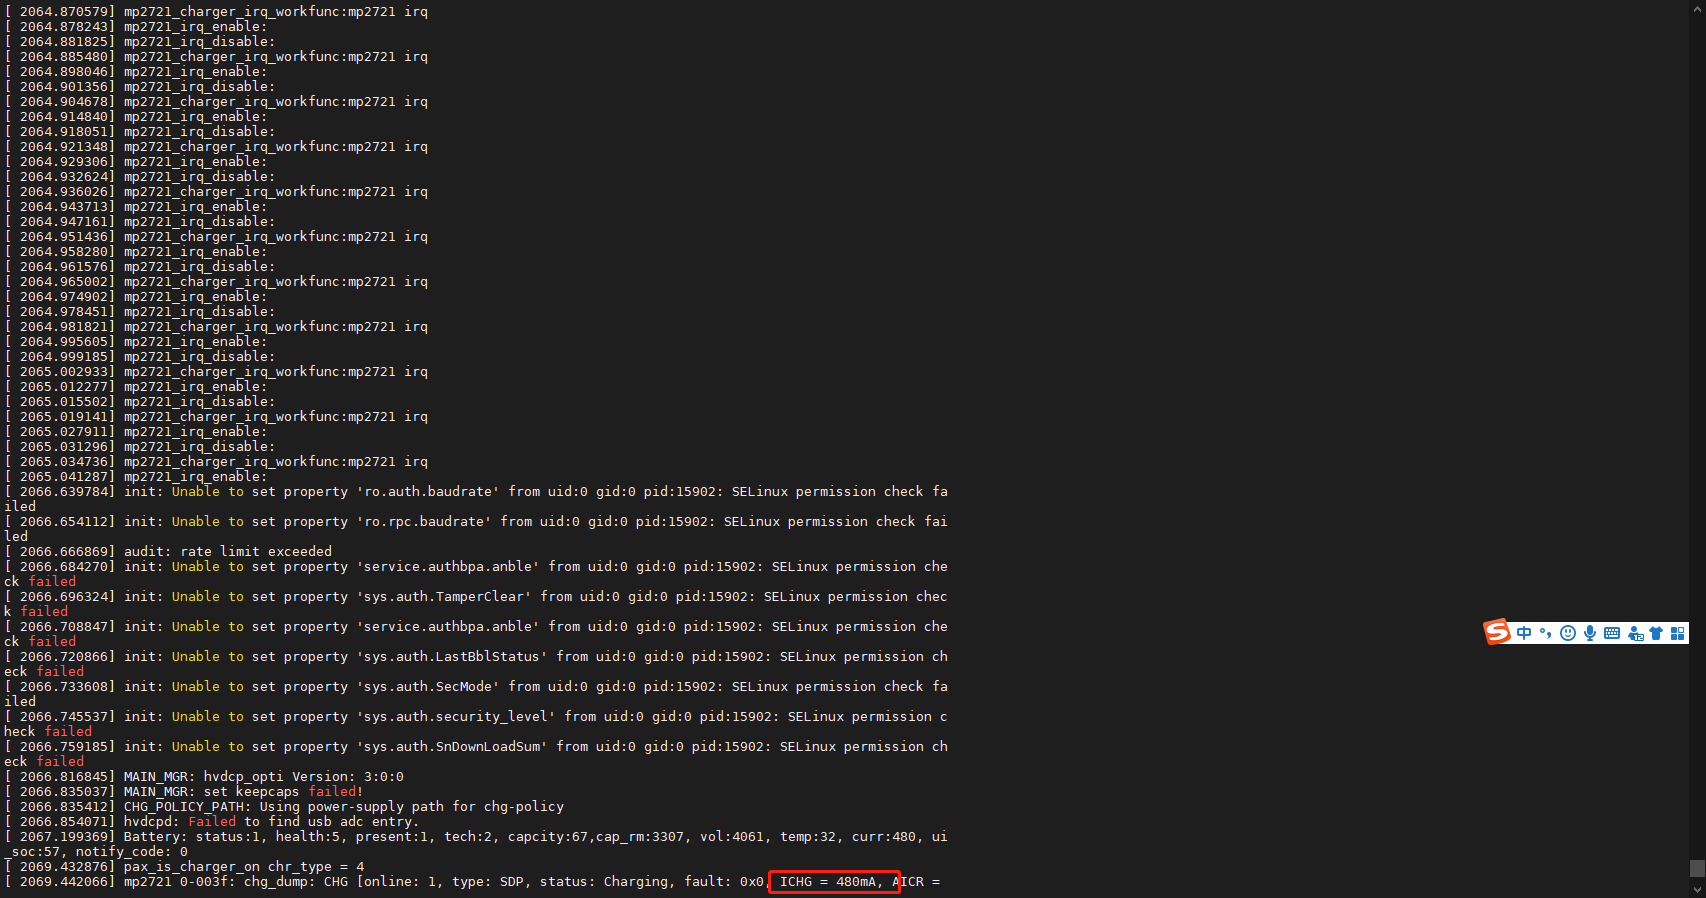 [ 2064.870579] mp2721_charger_irq_workfunc:mp2721 irq
[ 2064.878243] mp2721_irq_enable:
[ 2064.881825] mp2721_irq_disable:
[ 2064.885480] mp2721_charger_irq_workfunc:mp2721 irq
[ 2064.898046] mp2721_irq_enable:
[ 2064.901356] mp2721_irq_disable:
[ 2064.904678] mp2721_charger_irq_workfunc:mp2721 irq
[ 2064.914840] mp2721_irq_enable:
[ 2064.918051] mp2721_irq_disable:
[ 2064.921348] mp2721_charger_irq_workfunc:mp2721 irq
[ 2064.929306] mp2721_irq_enable:
[ 2064.932624] mp2721_irq_disable:
[ 2064.936026] mp2721_charger_irq_workfunc:mp2721 irq
[ 2064.943713] mp2721_irq_enable:
[ 2064.947161] mp2721_irq_disable:
[ 2064.951436] mp2721_charger_irq_workfunc:mp2721 irq
[ 2064.958280] mp2721_irq_enable:
[ 2064.961576] mp2721_irq_disable:
[ 2064.965002] mp2721_charger_irq_workfunc:mp2721 irq
[ 2064.974902] mp2721_irq_enable:
[ 2064.978451] mp2721_irq_disable:
[ 2064.981821] mp2721_charger_irq_workfunc:mp2721 irq
[ 2064.995605] mp2721_irq_enable:
[ 2064.999185] mp2721_irq_disable:
[ 2065.002933] mp2721_charger_irq_workfunc:mp2721 irq
[ 2065.012277] mp2721_irq_enable:
[ 2065.015502] mp2721_irq_disable:
[ 2065.019141] mp2721_charger_irq_workfunc:mp2721 irq
[ 2065.027911] mp2721_irq_enable:
[ 2065.031296] mp2721_irq_disable:
[ 2065.034736] mp2721_charger_irq_workfunc:mp2721 irq
[ 2065.041287] mp2721_irq_enable:
[ 2066.639784] init: Unable to set property 'ro.auth.baudrate' from uid:0 gid:0 pid:15902: SELinux permission check fa
iled
[ 2066.654112] init: Unable to set property 'ro.rpc.baudrate' from uid:0 gid:0 pid:15902: SELinux permission check fai
led
[ 2066.666869] audit: rate limit exceeded
[ 2066.684270] init: Unable to set property 'service.authbpa.anble' from uid:0 gid:0 pid:15902: SELinux permission che
ck failed
[ 2066.696324] init: Unable to set property 'sys.auth.TamperClear' from uid:0 gid:0 pid:15902: SELinux permission chec
k failed
[ 2066.708847] init: Unable to set property 'service.authbpa.anble' from uid:0 gid:0 pid:15902: SELinux permission che
ck failed
[ 2066.720866] init: Unable to set property 'sys.auth.LastBblStatus' from uid:0 gid:0 pid:15902: SELinux permission ch
eck failed
[ 2066.733608] init: Unable to set property 'sys.auth.SecMode' from uid:0 gid:0 pid:15902: SELinux permission check fa
iled
[ 2066.745537] init: Unable to set property 'sys.auth.security_level' from uid:0 gid:0 pid:15902: SELinux permission c
heck failed
[ 2066.759185] init: Unable to set property 'sys.auth.SnDownLoadSum' from uid:0 gid:0 pid:15902: SELinux permission ch
eck failed
[ 2066.816845] MAIN_MGR: hvdcp_opti Version: 3:0:0
[ 2066.835037] MAIN_MGR: set keepcaps failed!
[ 2066.835412] CHG_POLICY_PATH: Using power-supply path for chg-policy
[ 2066.854071] hvdcpd: Failed to find usb adc entry.
[ 2067.199369] Battery: status:1, health:5, present:1, tech:2, capcity:67,cap_rm:3307, vol:4061, temp:32, curr:480, ui
_soc:57, notify_code: 0
[ 2069.432876] pax_is_charger_on chr_type = 4
[ 2069.442066] mp2721 0-003f: chg_dump: CHG [online: 1, type: SDP, status: Charging, fault: 0x0, ICHG = 480mA, AICR =
S 中